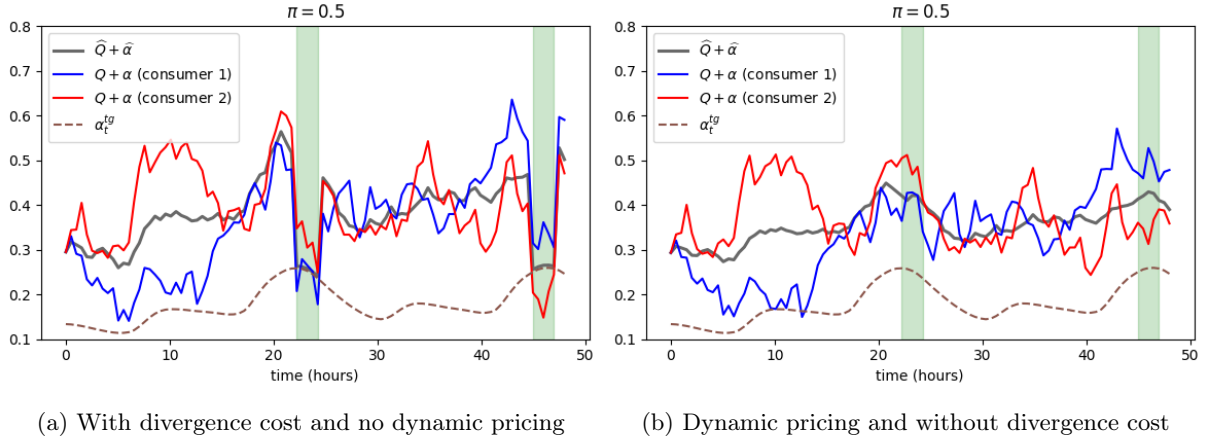 π = 0.5
0.8
0.7
0.6
0.5
0.4
0.3
0.2
0.1
Q̂ + α̂
Q + α (consumer 1)
Q + α (consumer 2)
α_t^{tg}
0 10 20 30 40 50
time (hours)
(a) With divergence cost and no dynamic pricing
π = 0.5
0.8
0.7
0.6
0.5
0.4
0.3
0.2
0.1
Q̂ + α̂
Q + α (consumer 1)
Q + α (consumer 2)
α_t^{tg}
0 10 20 30 40 50
time (hours)
(b) Dynamic pricing and without divergence cost